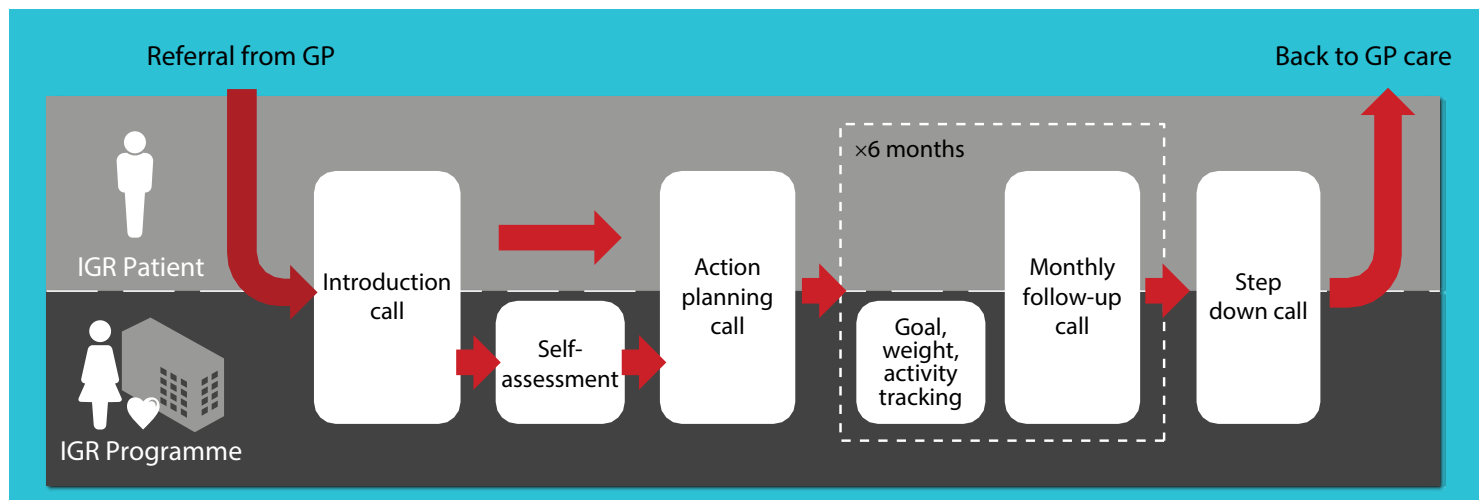 Referral from GP
Back to GP care
×6 months
IGR Patient
Introduction
call
Action
planning
call
Monthly
follow-up
call
Step
down call
Self-
assessment
Goal,
weight,
activity
tracking
IGR Programme